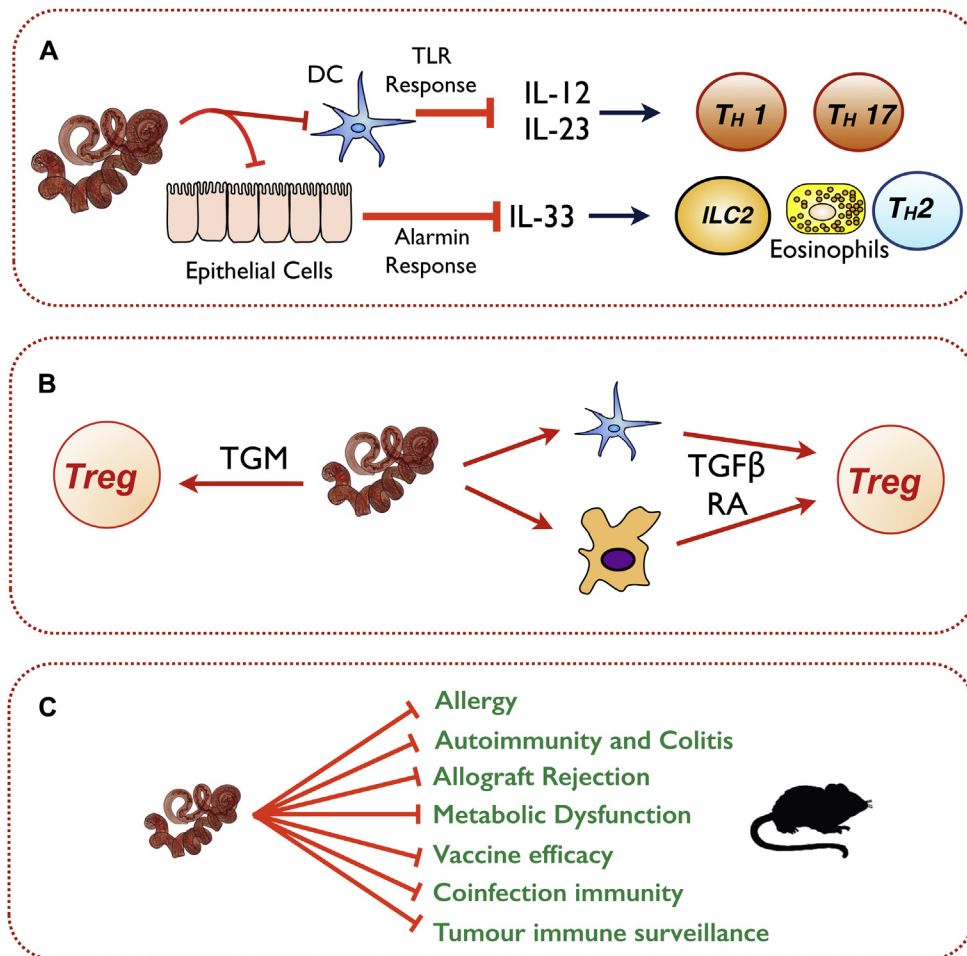 A
DC
TLR
Response
IL-12
IL-23
TH 1
TH 17
Epithelial Cells
Alarmin
Response
IL-33
ILC2
Eosinophils
TH2
B
Treg
TGM
TGFβ
RA
Treg
C
Allergy
Autoimmunity and Colitis
Allograft Rejection
Metabolic Dysfunction
Vaccine efficacy
Coinfection immunity
Tumour immune surveillance